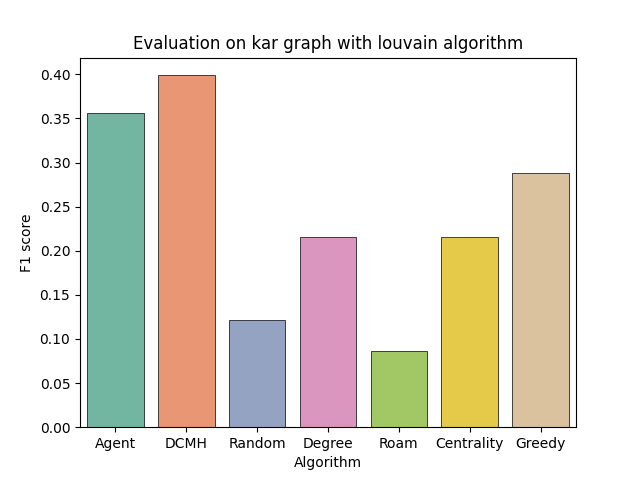 Evaluation on kar graph with louvain algorithm
F1 score
0.40
0.35
0.30
0.25
0.20
0.15
0.10
0.05
0.00
Agent DCMH Random Degree Roam Centrality Greedy
Algorithm